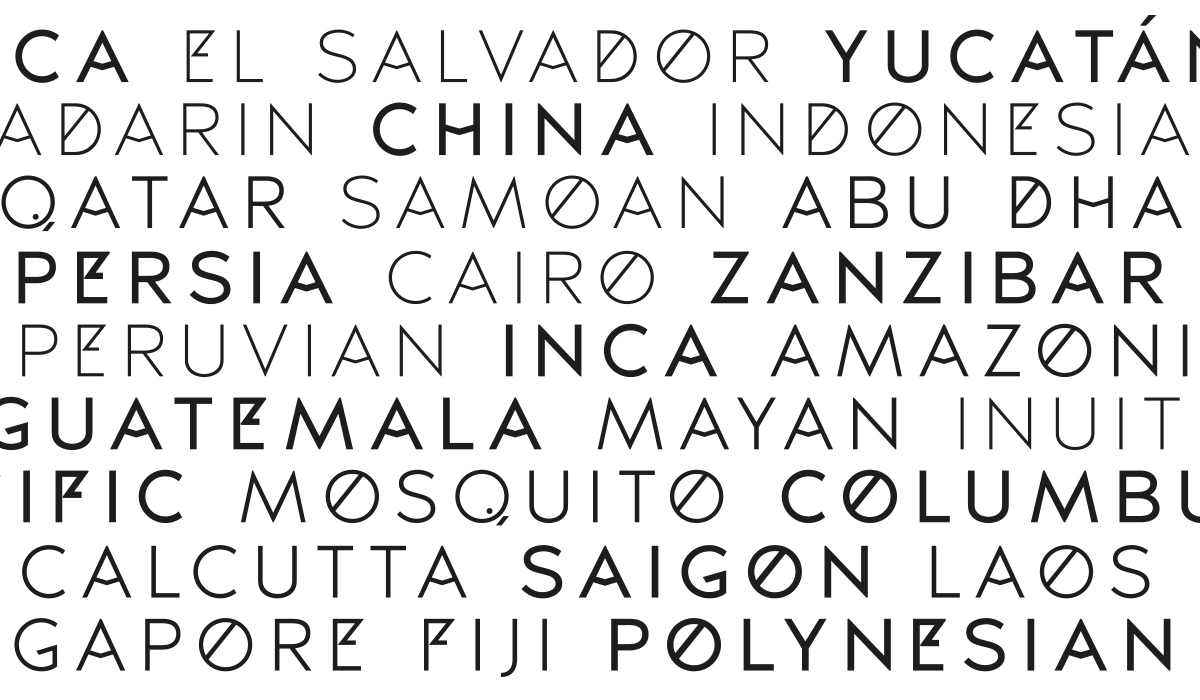 CA EL SALVADOR YUCATÁN
ADARIN CHINA INDONESIA
QATAR SAMOAN ABU DHA
PERSIA CAIRO ZANZIBAR
PERUVIAN INCA AMAZONI
GUATEMALA MAYAN INUIT
CIFIC MOSQUITO COLUMBU
CALCUTTA SAIGON LAOS
GAPORE FIJI POLYNESIAN